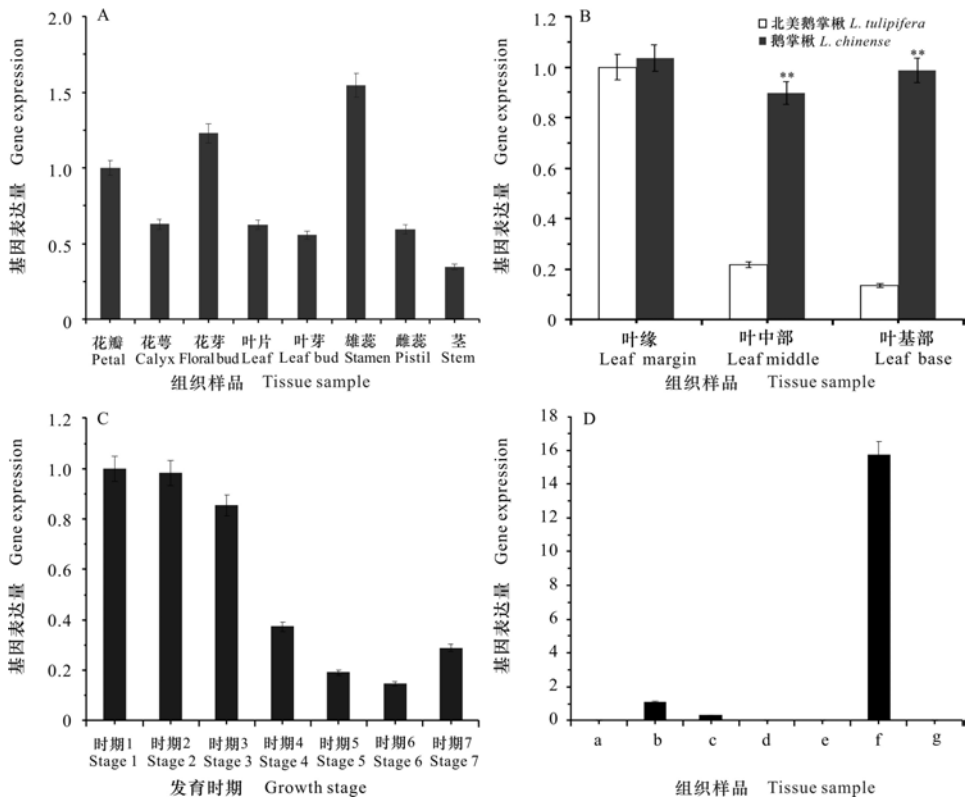 A
基因表达量 Gene expression
2.0
1.5
1.0
0.5
0
花瓣 花萼 花芽 叶片 叶芽 雄蕊 雌蕊 茎
Petal Calyx Floral bud Leaf Leaf bud Stamen Pistil Stem
组织样品 Tissue sample
B
北美鹅掌楸 L. tulipifera
鹅掌楸 L. chinense
基因表达量 Gene expression
1.2
1.0
0.8
0.6
0.4
0.2
0
** **
叶缘 叶中部 叶基部
Leaf margin Leaf middle Leaf base
组织样品 Tissue sample
C
基因表达量 Gene expression
1.2
1.0
0.8
0.6
0.4
0.2
0
时期1 时期2 时期3 时期4 时期5 时期6 时期7
Stage 1 Stage 2 Stage 3 Stage 4 Stage 5 Stage 6 Stage 7
发育时期 Growth stage
D
基因表达量 Gene expression
18
16
14
12
10
8
6
4
2
0
a b c d e f g
组织样品 Tissue sample